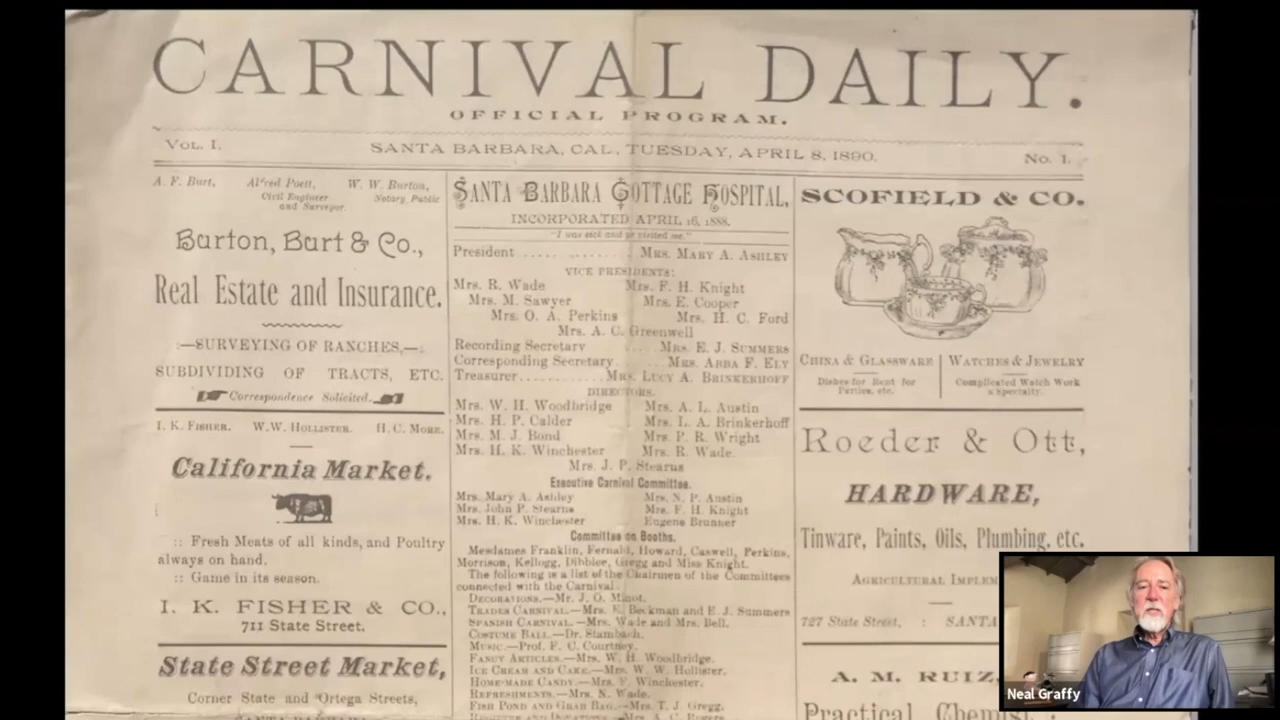 CARNIVAL DAILY.
OFFICIAL PROGRAM.
VOL. I. SANTA BARBARA, CAL., TUESDAY, APRIL 8, 1890. No. 1.
A. F. Burt, Alfred Poett, W. W. Burton,
Civil Engineer Notary Public
and Surveyor.
Burton, Burt & Co.,
Real Estate and Insurance.
:—SURVEYING OF RANCHES,—:
SUBDIVIDING OF TRACTS, ETC.
Correspondence Solicited.
I. K. FISHER. W. W. HOLLISTER. H. C. MORE.
California Market.
:: Fresh Meats of all kinds, and Poultry
always on hand.
:: Game in its season.
I. K. FISHER & CO.,
711 State Street.
State Street Market,
Corner State and Ortega Streets,
SANTA BARBARA
SANTA BARBARA COTTAGE HOSPITAL,
INCORPORATED APRIL 16, 1888.
"I was sick and ye visited me."
President ........... MRS. MARY A. ASHLEY
VICE PRESIDENTS:
Mrs. R. Wade Mrs. F. H. Knight
Mrs. M. Sawyer Mrs. E. Cooper
Mrs. O. A. Perkins Mrs. H. C. Ford
Mrs. A. C. Greenwell
Recording Secretary MRS. E. J. SUMMERS
Corresponding Secretary. MRS. ABBA F. ELY
Treasurer........... MRS. LUCY A. BRINKERHOFF
DIRECTORS.
Mrs. W. H. Woodbridge Mrs. A. L. Austin
Mrs. H. P. Calder Mrs. L. A. Brinkerhoff
Mrs. M. J. Bond Mrs. P. R. Wright
Mrs. H. K. Winchester Mrs. R. Wade.
Mrs. J. P. Stearns
Executive Carnival Committee.
Mrs. Mary A. Ashley Mrs. N. P. Austin
Mrs. John P. Stearns Mrs. F. H. Knight
Mrs. H. K. Winchester Eugene Brunner
Committee on Booths.
Mesdames Franklin, Fernald, Howard, Caswell, Perkins,
Morrison, Kellogg, Dibblee, Gregg and Miss Knight.
The following is a list of the Chairmen of the Committees
connected with the Carnival.
DECORATIONS.—Mr. J. O. Minot.
TRADES CARNIVAL.—Mrs. E. Beckman and E. J. Summers
SPANISH CARNIVAL.—Mrs. Wade and Mrs. Bell.
COSTUME BALL.—Dr. Stambach.
MUSIC.—Prof. F. C. Courtney.
FANCY ARTICLES.—Mrs. W. H. Woodbridge.
ICE CREAM AND CAKE.—Mrs. W. W. Hollister.
HOME-MADE CANDY.—Mrs. F. Winchester.
REFRESHMENTS.—Mrs. N. Wade.
FISH POND AND GRAB BAG.—Mrs. T. J. Gregg.
SCOFIELD & CO.
CHINA & GLASSWARE WATCHES & JEWELRY
Dishes for Rent for Complicated Watch Work
Parties, etc. a Specialty.
Roeder & Ott,
HARDWARE,
Tinware, Paints, Oils, Plumbing, etc.
AGRICULTURAL IMPLEM
727 State Street, : SANTA
A. M. RUIZ,
Practical Chemist
Neal Graffy